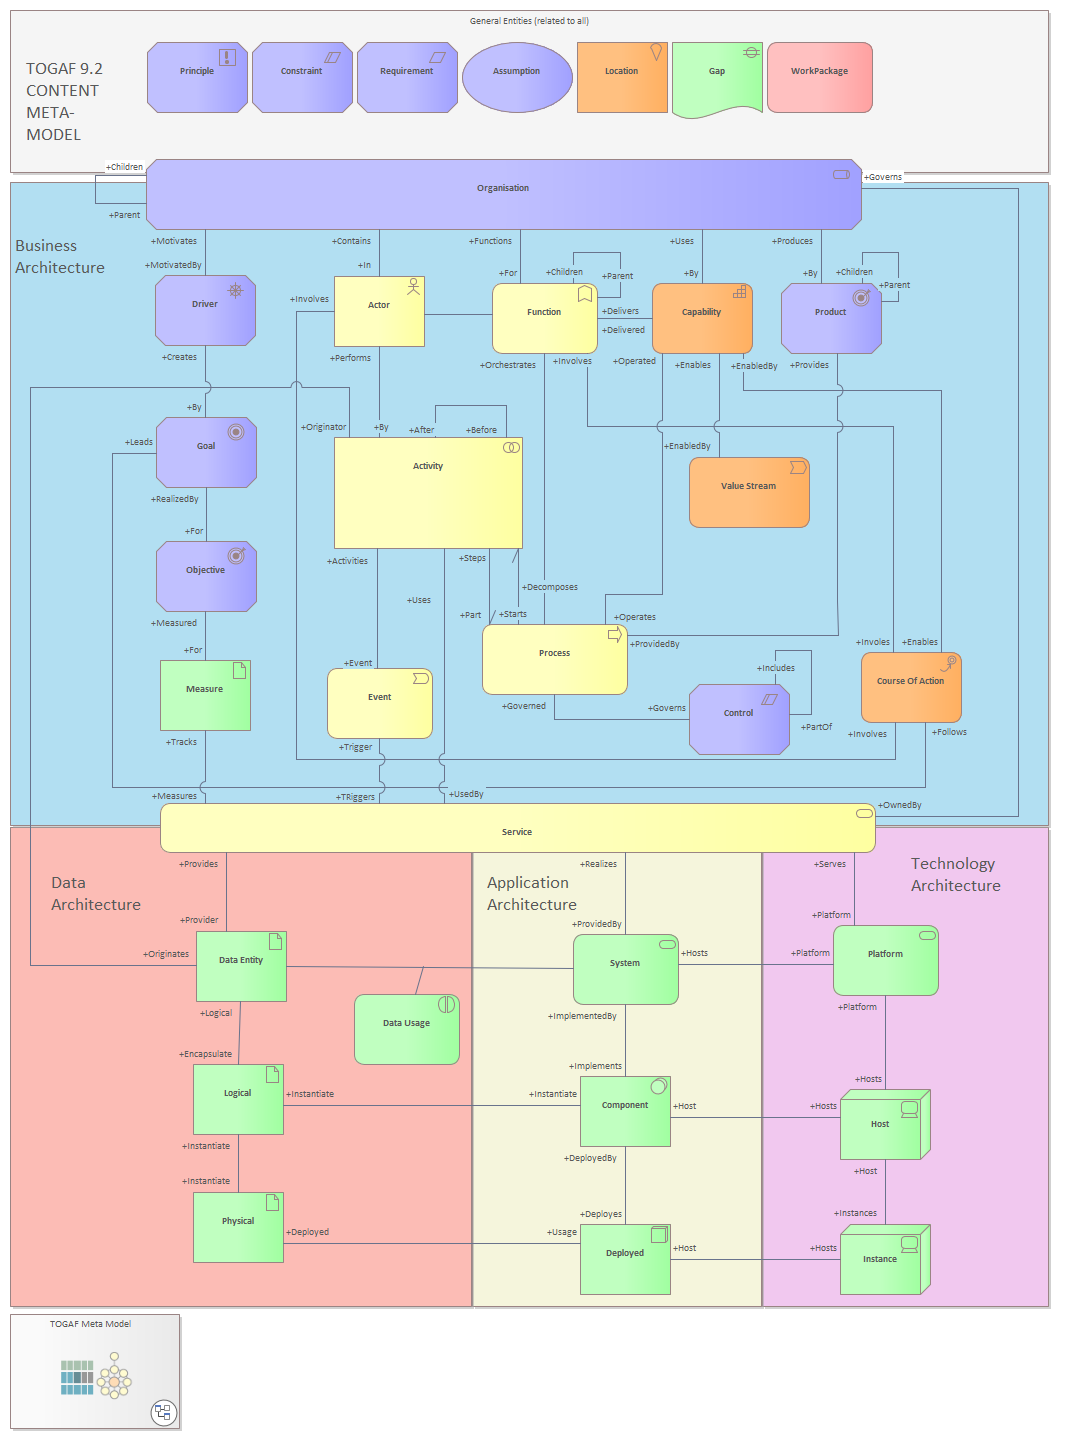 General Entities (related to all)
TOGAF 9.2
CONTENT
META-
MODEL
Principle
Constraint
Requirement
Assumption
Location
Gap
WorkPackage
+Children
+Parent
Organisation
+Governs
Business
Architecture
+Motivates
+Contains
+Functions
+Uses
+Produces
+MotivatedBy
+In
+For
+Children
+Parent
+By
+By
+Children
+Parent
Driver
+Involves
Actor
Function
+Delivers
+Delivered
Capability
Product
+Creates
+Performs
+Orchestrates
+Involves
+Operated
+Enables
+EnabledBy
+Provides
+By
+Originator
+By
+After
+Before
+Leads
Goal
Activity
+EnabledBy
Value Stream
+RealizedBy
+For
Objective
+Activities
+Steps
+Uses
+Decomposes
+Measured
+Part
+Starts
+Operates
+For
+Event
Process
+ProvidedBy
+Involes
+Enables
Measure
Event
+Includes
Course Of Action
+Governed
+Governs
Control
+PartOf
+Tracks
+Trigger
+Involves
+Follows
+Measures
+TRiggers
+UsedBy
+OwnedBy
Service
+Provides
+Realizes
+Serves
Data
Architecture
Application
Architecture
Technology
Architecture
+Provider
+ProvidedBy
+Platform
+Originates
Data Entity
System
+Hosts
+Platform
Platform
+Logical
Data Usage
+ImplementedBy
+Platform
+Encapsulate
+Implements
+Hosts
Logical
+Instantiate
+Instantiate
Component
+Host
+Hosts
Host
+Instantiate
+DeployedBy
+Host
+Instantiate
+Deployes
+Instances
Physical
+Deployed
+Usage
Deployed
+Host
+Hosts
Instance
TOGAF Meta Model